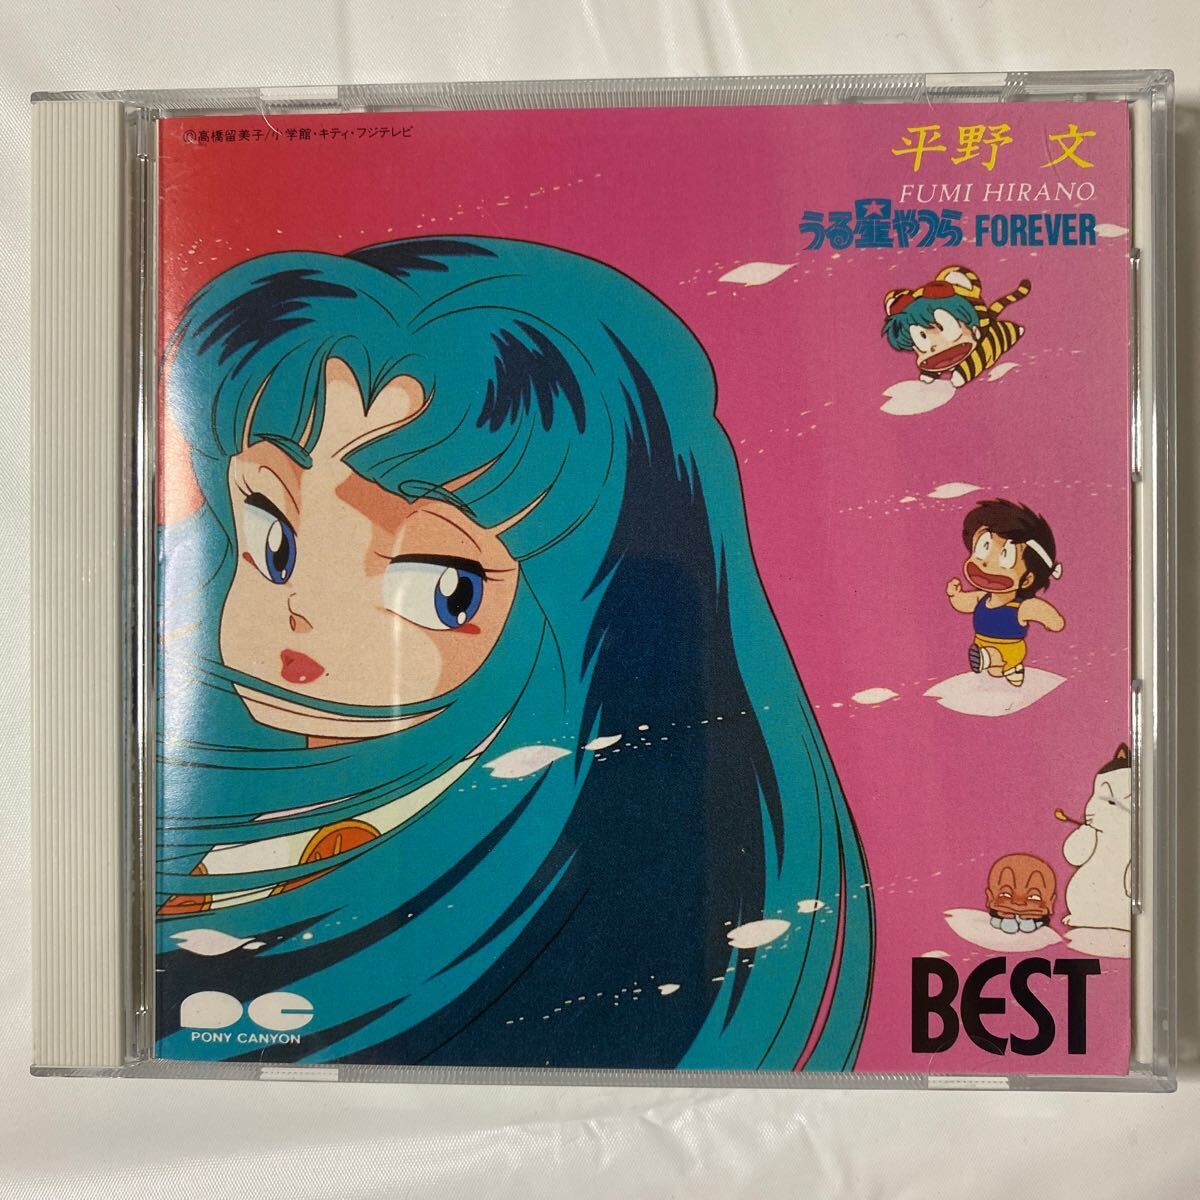 ©高橋留美子/小学館・キティ・フジテレビ
平野 文
FUMI HIRANO
うる星やつら FOREVER
BEST
PC
PONY CANYON